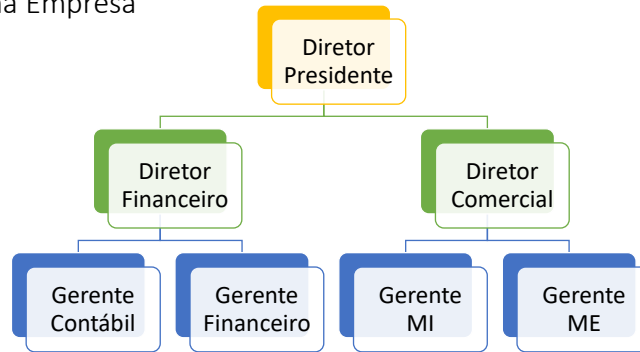 Empresa
Diretor
Presidente
Diretor
Financeiro
Diretor
Comercial
Gerente
Contábil
Gerente
Financeiro
Gerente
MI
Gerente
ME